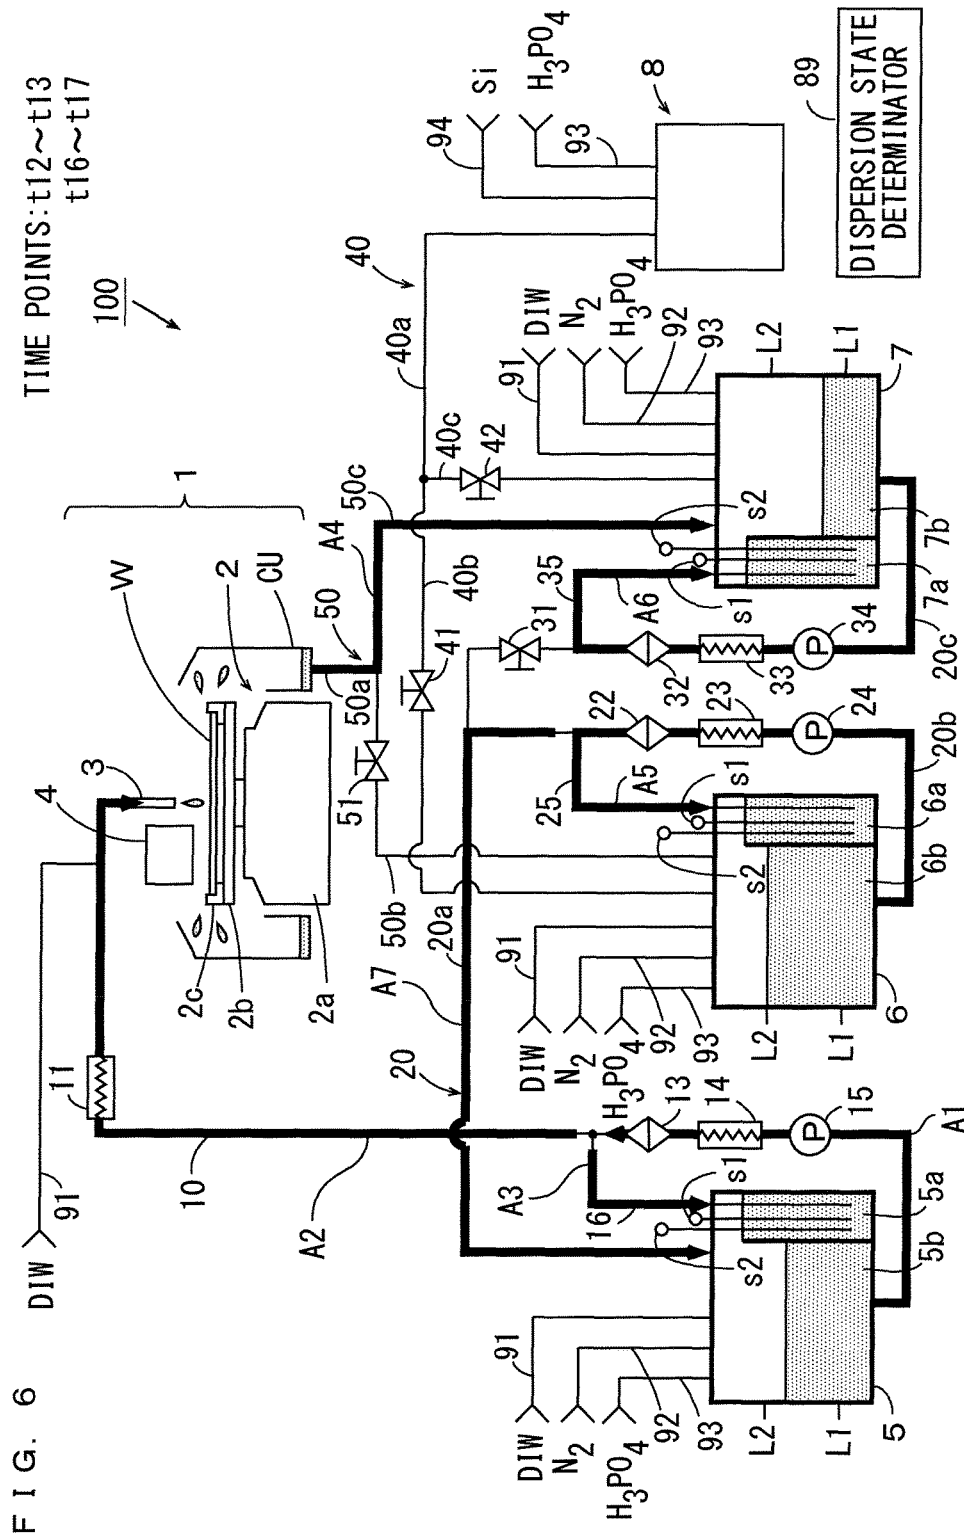 FIG. 6
TIME POINTS:t12~t13
t16~t17
100
DIW
91
10
A2
11
4
3
W
1
2
CU
2c
2b
2a
50
50a
A4
50c
51
50b
41
40b
40a
40
40c
42
94
Si
H3PO4
93
8
89
DISPERSION STATE
DETERMINATOR
20
A7
20a
A3
16
13
14
15
A1
s1
s2
5a
5b
5
L1
L2
DIW
N2
H3PO4
91
92
93
25
A5
22
23
24
20b
s1
s2
6a
6b
6
L1
L2
DIW
N2
H3PO4
91
92
93
31
35
A6
32
33
34
20c
s1
s2
7a
7b
7
L1
L2
DIW
N2
H3PO4
91
92
93
P
P
P